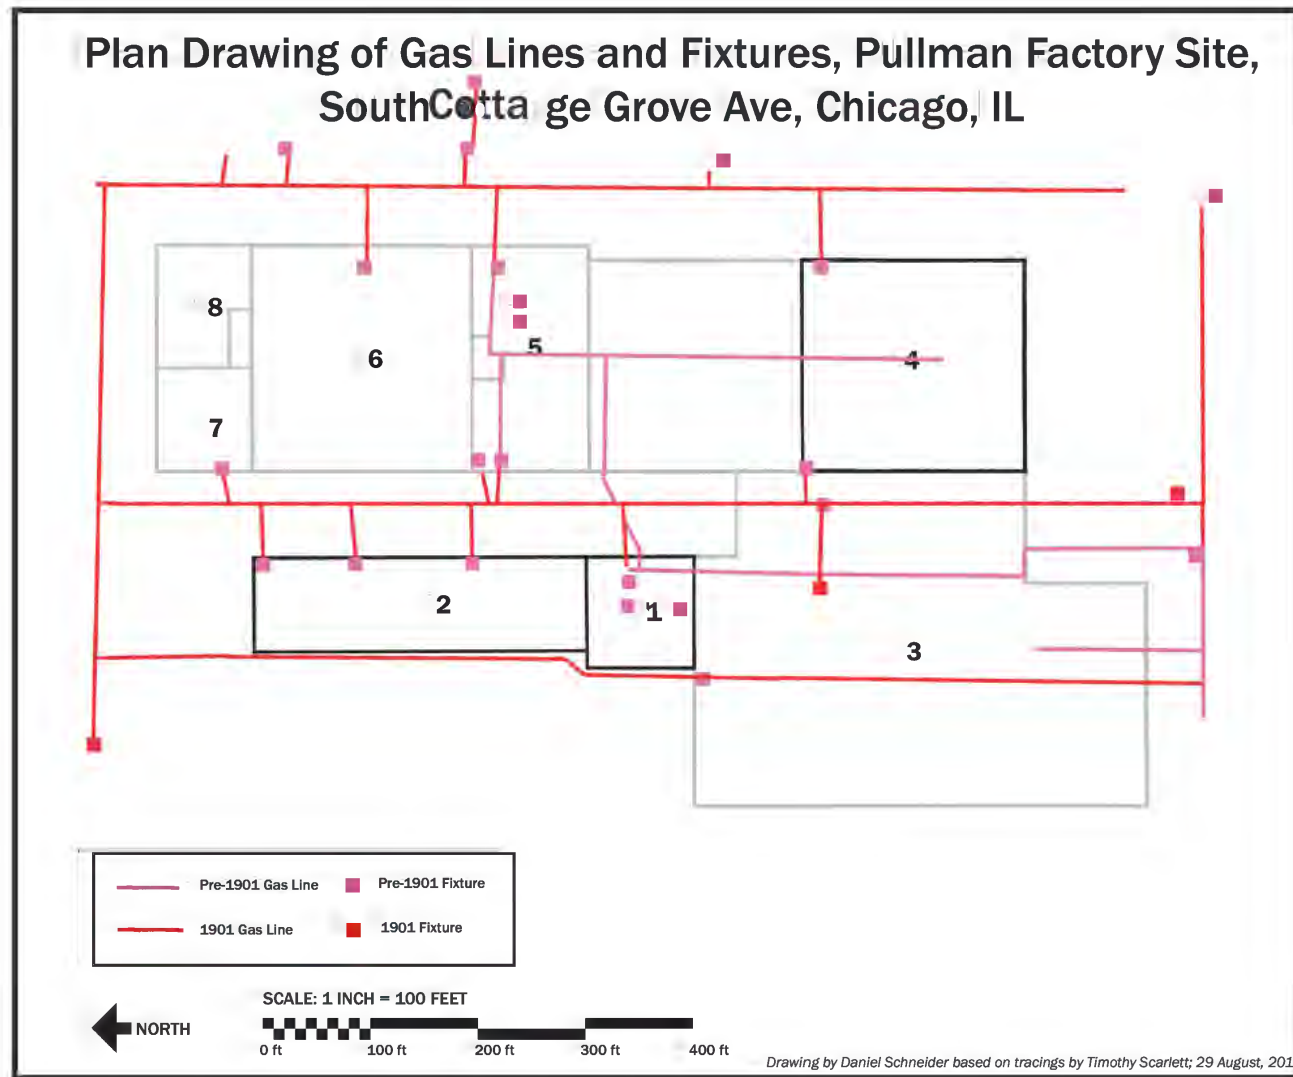 Plan Drawing of Gas Lines and Fixtures, Pullman Factory Site,
South Cotta ge Grove Ave, Chicago, IL
8
6
5
4
7
2
1
3
Pre-1901 Gas Line
Pre-1901 Fixture
1901 Gas Line
1901 Fixture
SCALE: 1 INCH = 100 FEET
NORTH
0 ft 100 ft 200 ft 300 ft 400 ft
Drawing by Daniel Schneider based on tracings by Timothy Scarlett; 29 August, 201